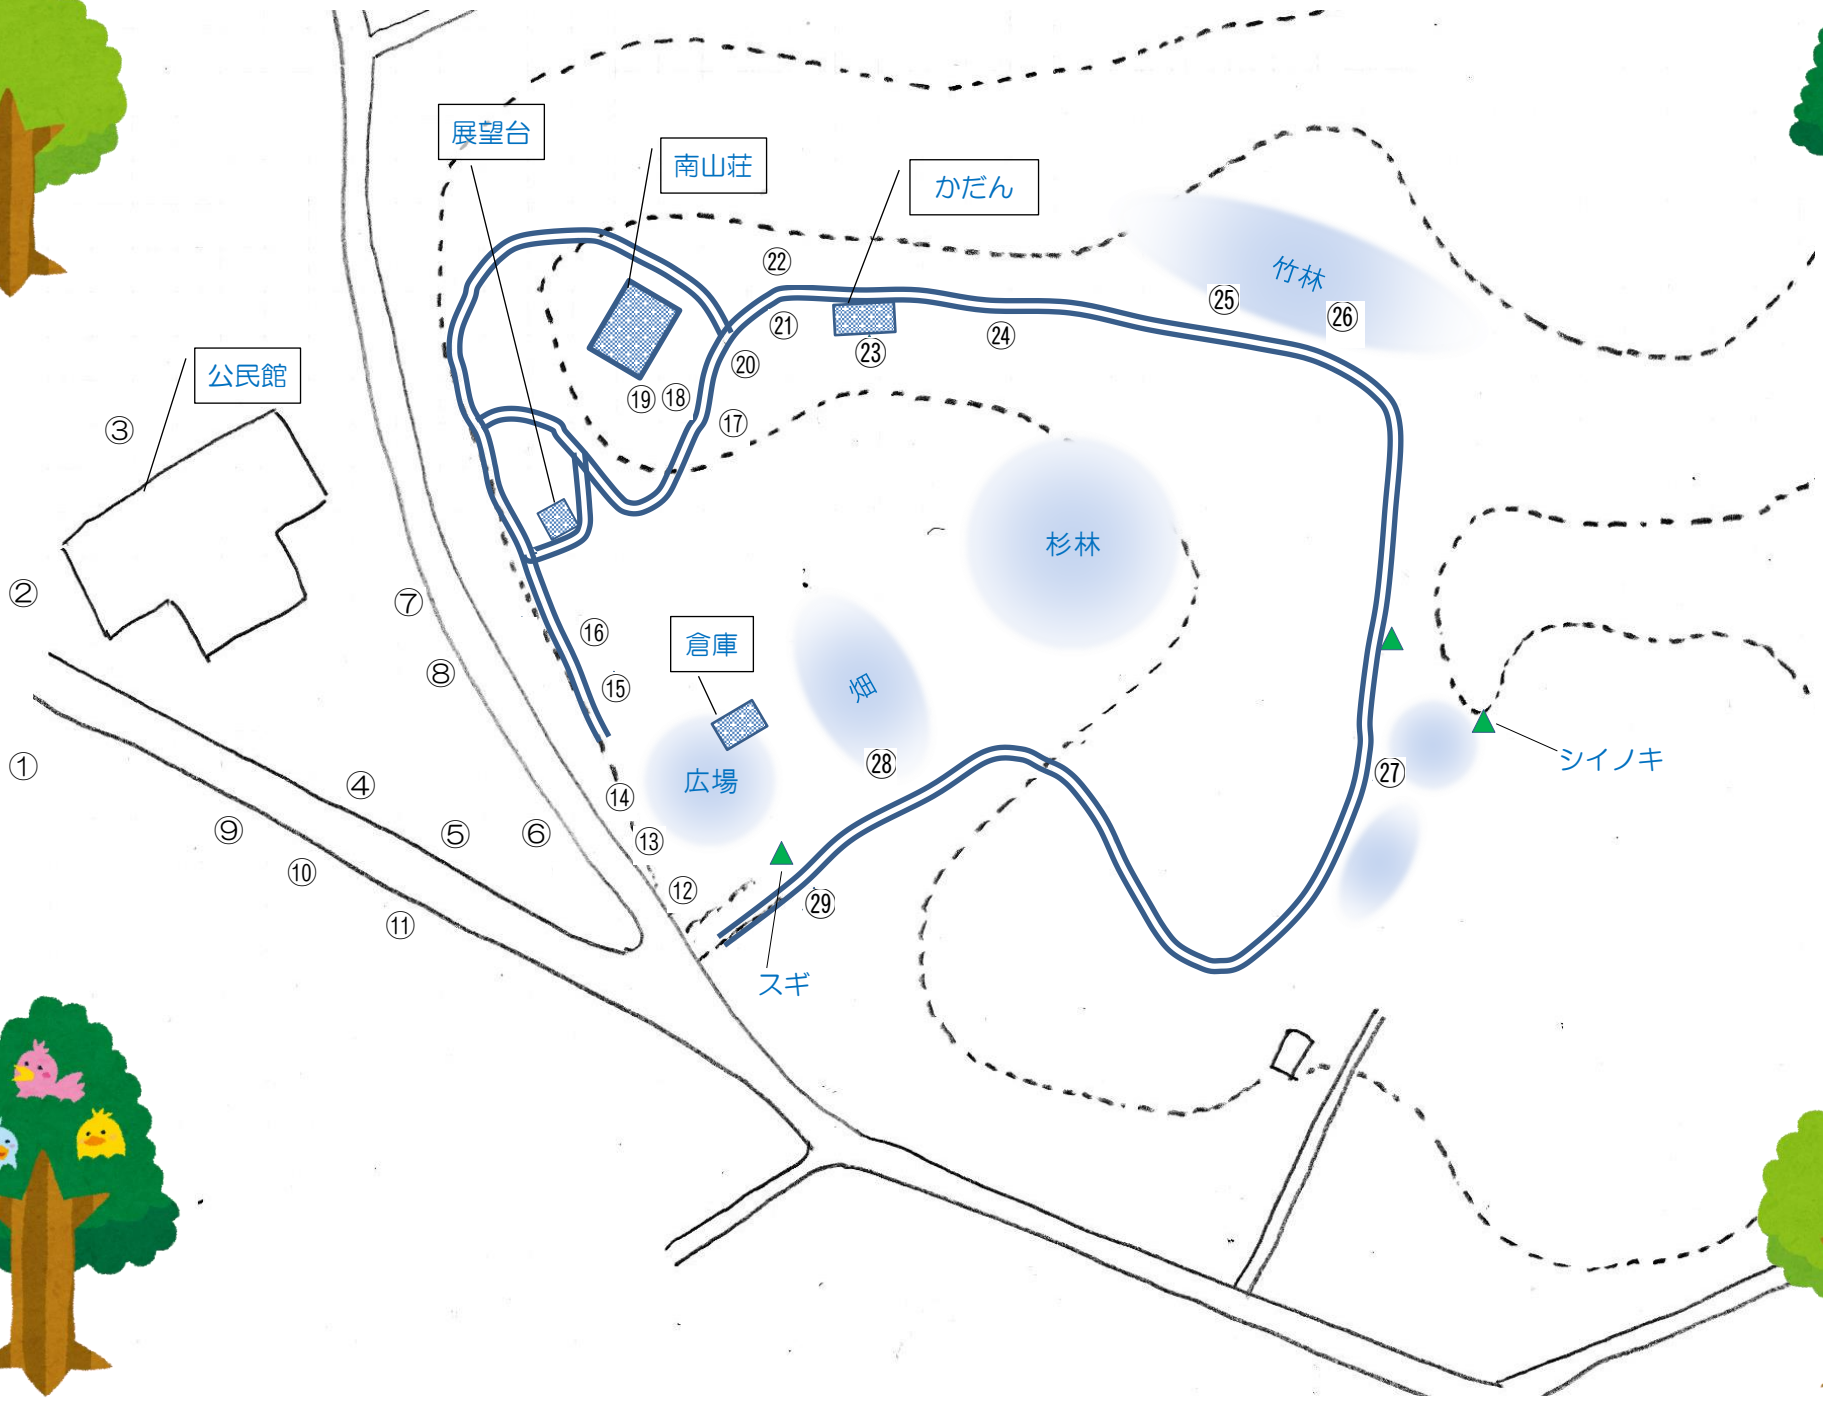 展望台
南山荘
かだん
㉒
竹林
㉕
㉖
㉑
⑳
㉓
㉔
公民館
⑲
⑱
⑰
③
杉林
②
⑦
⑯
⑧
⑮
倉庫
畑
シイノキ
①
④
⑭
広場
㉘
㉗
⑨
⑤
⑥
⑬
⑩
⑫
㉙
⑪
スギ